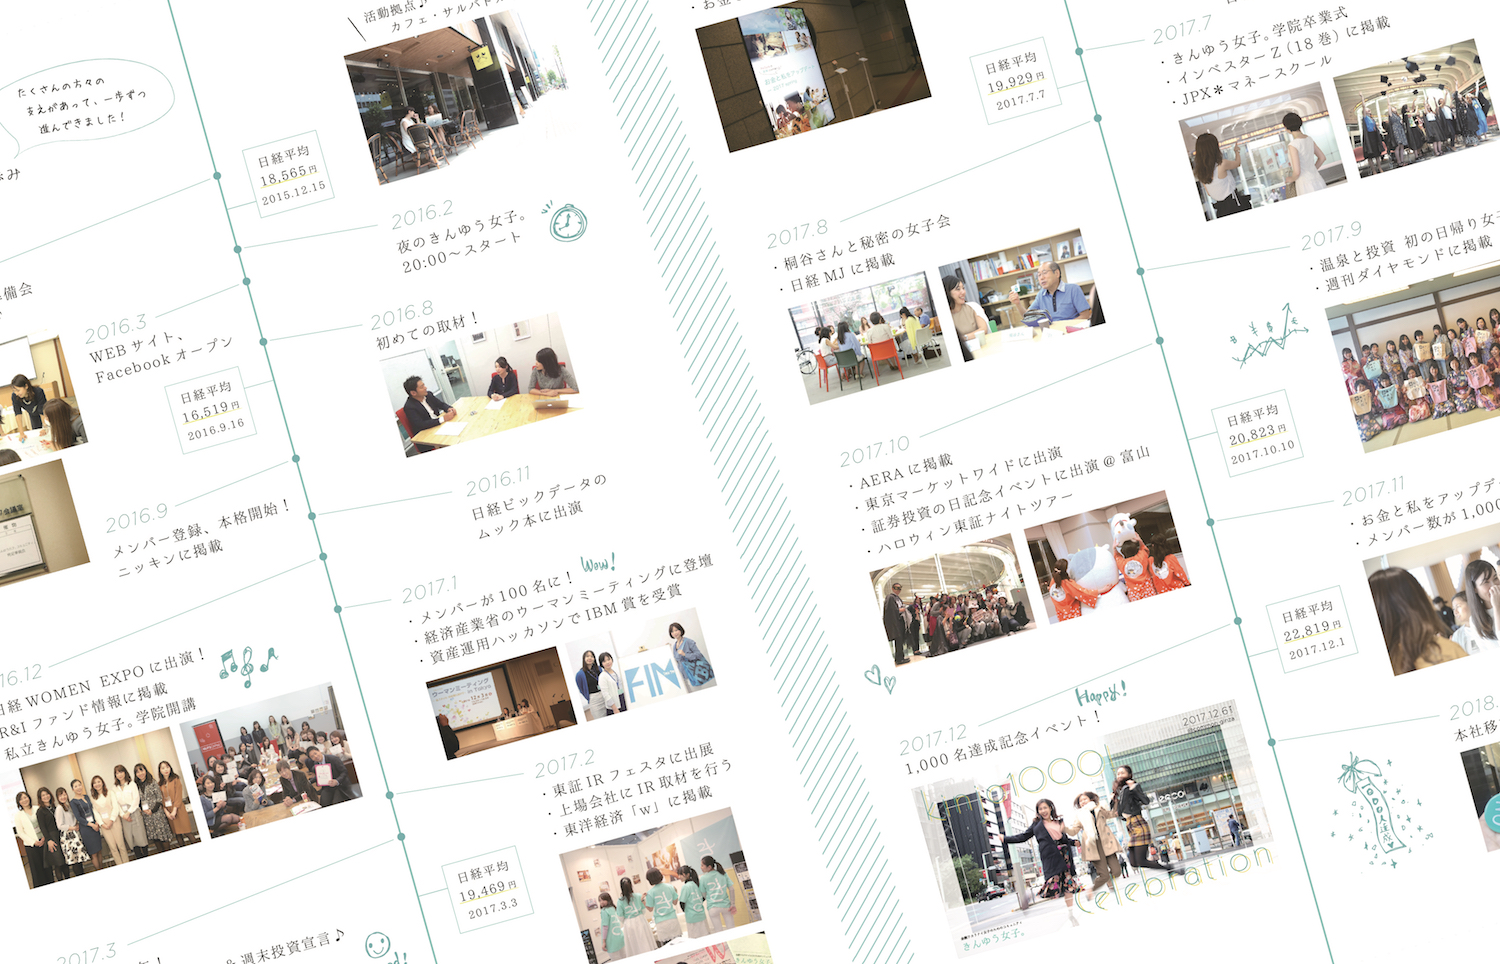 たくさんの方々の
支えがあって、一歩ずつ
進んできました！
活動拠点♪
カフェ・サルバドル
日経平均
18,565円
2015.12.15
2016.2
夜のきんゆう女子。
20:00〜スタート
備会
2016.3
WEBサイト、
Facebookオープン
2016.8
初めての取材！
日経平均
16,519円
2016.9.16
2016.9
メンバー登録、本格開始！
ニッキンに掲載
2016.11
日経ビックデータの
ムック本に出演
16.12
日経WOMEN EXPOに出演！
R&Iファンド情報に掲載
私立きんゆう女子。学院開講
2017.1
・メンバーが100名に！
Wow!
・経済産業省のウーマンミーティングに登壇
・資産運用ハッカソンでIBM賞を受賞
ウーマンミーティング
in Tokyo
FIN
2017.2
・東証IRフェスタに出展
・上場会社にIR取材を行う
・東洋経済「w」に掲載
日経平均
19,469円
2017.3.3
2017.3
&週末投資宣言♪
日経平均
19,929円
2017.7.7
2017.7
・きんゆう女子。学院卒業式
・インベスターZ（18巻）に掲載
・JPX＊マネースクール
2017.8
・桐谷さんと秘密の女子会
・日経MJに掲載
2017.9
・温泉と投資 初の日帰り女子
・週刊ダイヤモンドに掲載
日経平均
20,823円
2017.10.10
2017.10
・AERAに掲載
・東京マーケットワイドに出演
・証券投資の日記念イベントに出演@富山
・ハロウィン東証ナイトツアー
2017.11
・お金と私をアップデ
・メンバー数が1,000
日経平均
22,819円
2017.12.1
2017.12
Happy!
1,000名達成記念イベント！
2017.12.6
kinyu1000
celebration
きんゆう女子。
2018.
本社移
1000人達成